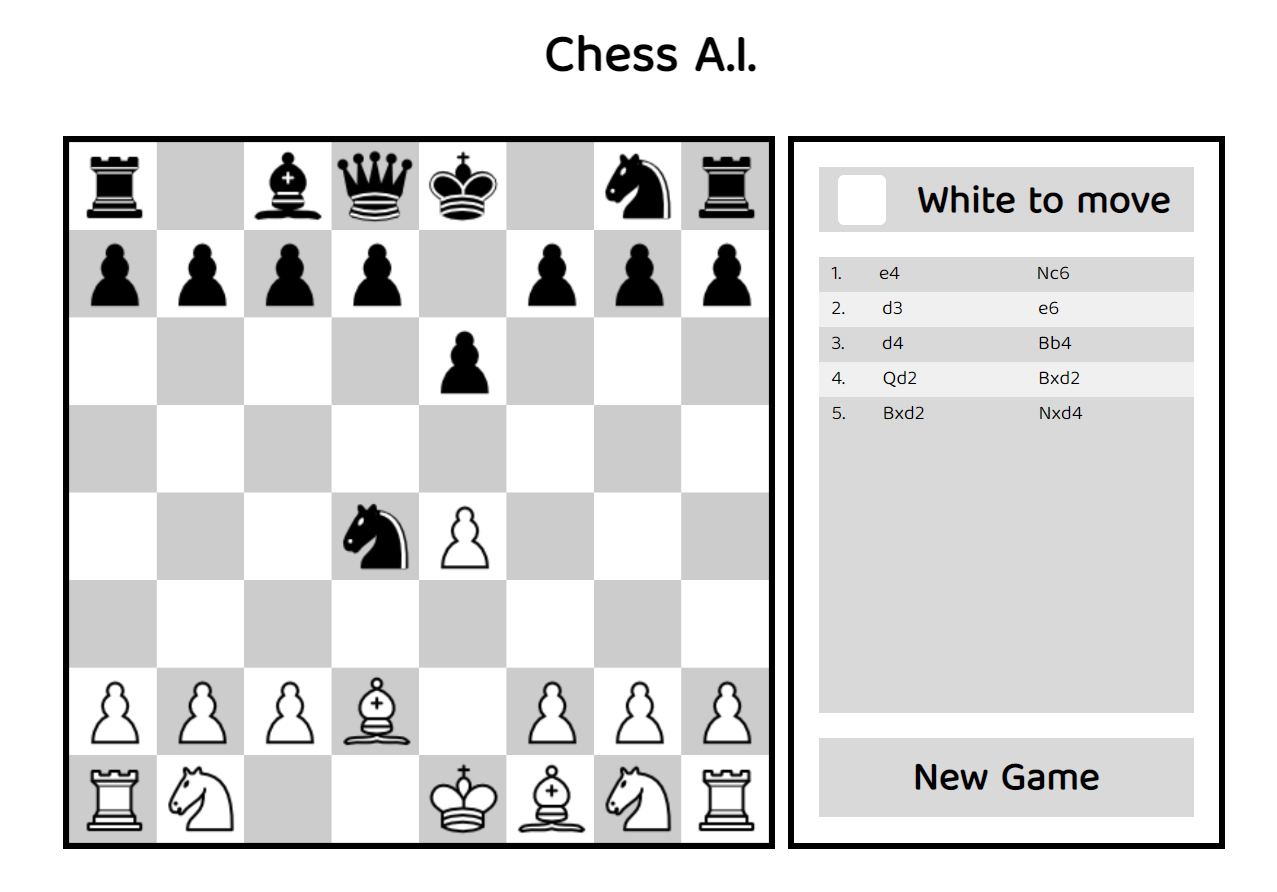 Chess A.I.
White to move
1. e4 Nc6
2. d3 e6
3. d4 Bb4
4. Qd2 Bxd2
5. Bxd2 Nxd4
New Game